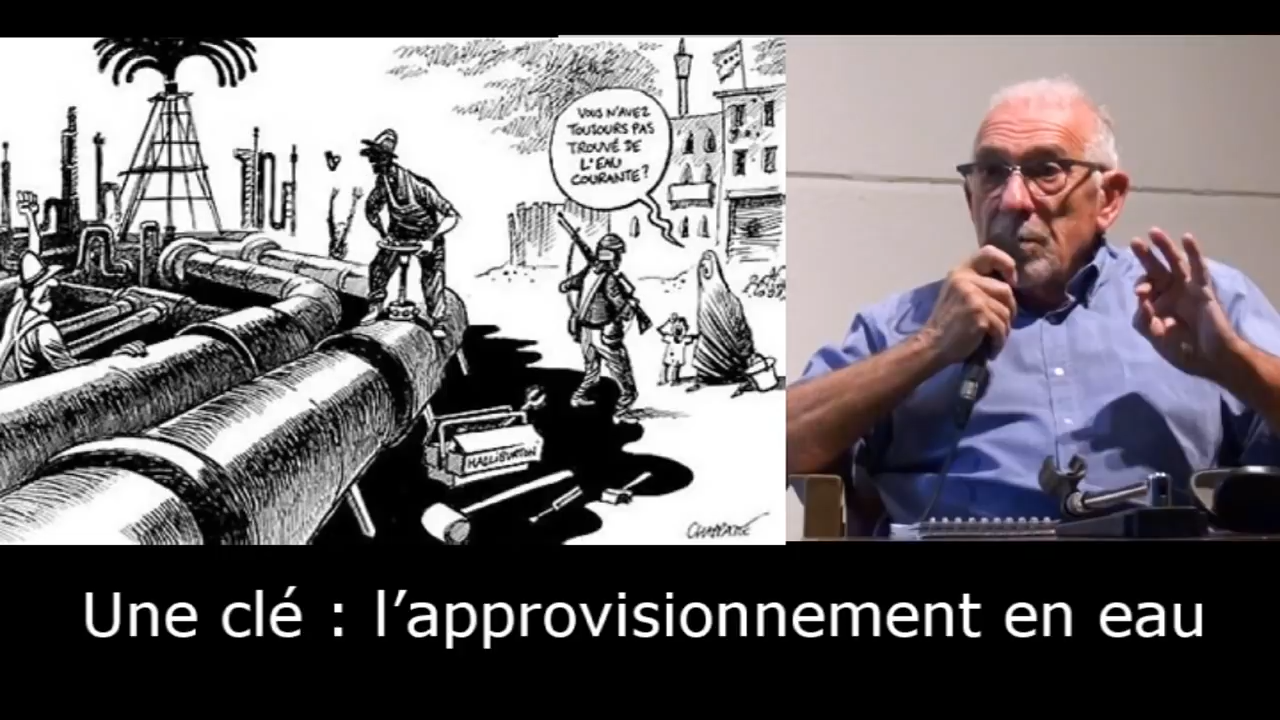 VOUS N'AVEZ
TOUJOURS PAS
TROUVÉ DE
L'EAU
COURANTE?
HALLIBURTON
CHAPPATTE
Une clé : l’approvisionnement en eau